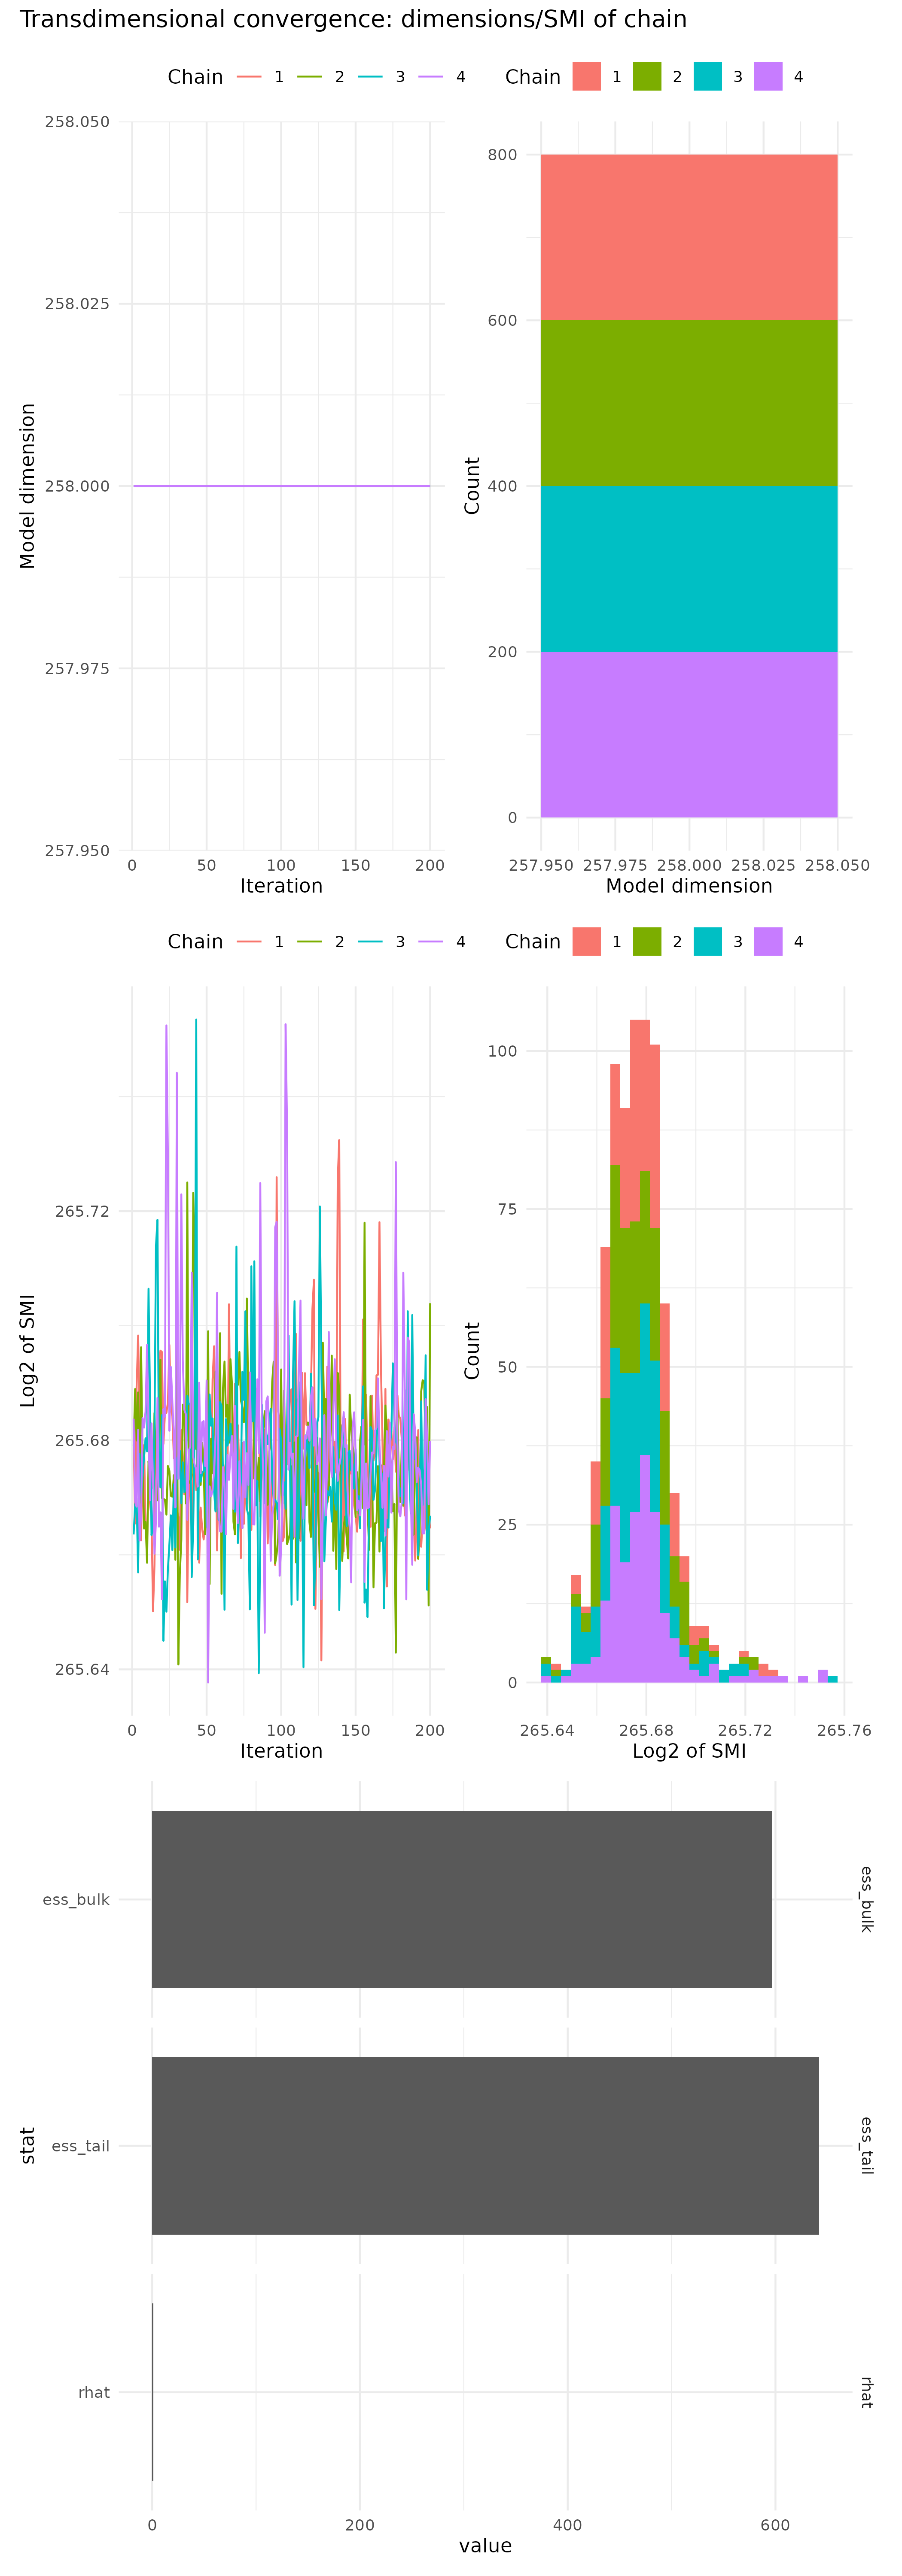 Transdimensional convergence: dimensions/SMI of chain
Chain 1 2 3 4
Chain 1 2 3 4
258.050
258.025
258.000
257.975
257.950
Model dimension
0 50 100 150 200
Iteration
800
600
400
200
0
Count
257.950 257.975 258.000 258.025 258.050
Model dimension
Chain 1 2 3 4
Chain 1 2 3 4
265.72
265.68
265.64
Log2 of SMI
0 50 100 150 200
Iteration
100
75
50
25
0
Count
265.64 265.68 265.72 265.76
Log2 of SMI
stat
ess_bulk
ess_bulk
ess_tail
ess_tail
rhat
rhat
0 200 400 600
value